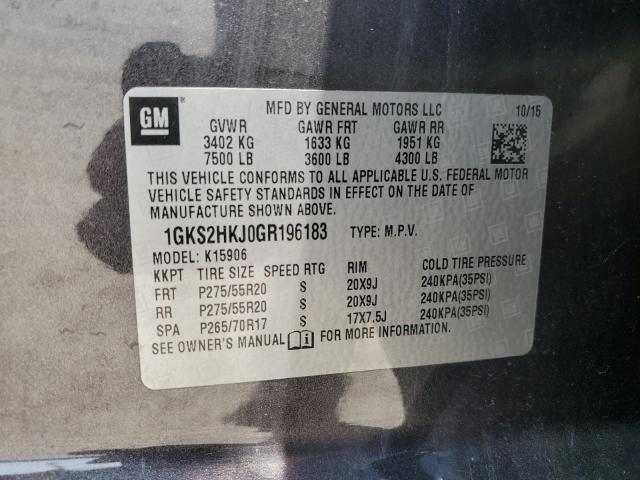 GM
MFD BY GENERAL MOTORS LLC 10/15
GVWR GAWR FRT GAWR RR
3402 KG 1633 KG 1951 KG
7500 LB 3600 LB 4300 LB
THIS VEHICLE CONFORMS TO ALL APPLICABLE U.S. FEDERAL MOTOR
VEHICLE SAFETY STANDARDS IN EFFECT ON THE DATE OF
MANUFACTURE SHOWN ABOVE.
1GKS2HKJ0GR196183 TYPE: M.P.V.
MODEL: K15906
KKPT TIRE SIZE SPEED RTG RIM COLD TIRE PRESSURE
FRT P275/55R20 S 20X9J 240KPA(35PSI)
RR P275/55R20 S 20X9J 240KPA(35PSI)
SPA P265/70R17 S 17X7.5J 240KPA(35PSI)
SEE OWNER'S MANUAL FOR MORE INFORMATION.